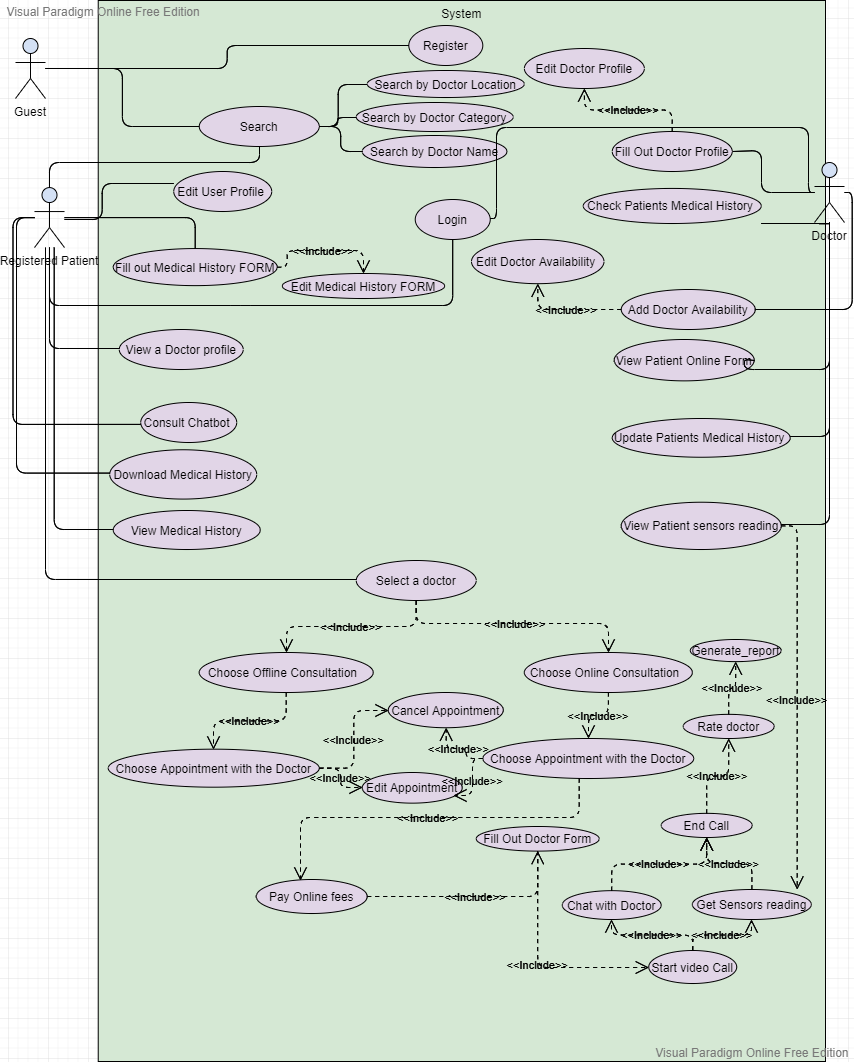 Visual Paradigm Online Free Edition
System
Register
Guest
Edit Doctor Profile
Search by Doctor Location
<<Include>>
Search by Doctor Category
Search
Search by Doctor Name
Fill Out Doctor Profile
Edit User Profile
Check Patients Medical History
Login
Doctor
Registered Patient
<<Include>>
Fill out Medical History FORM
Edit Doctor Availability
Edit Medical History FORM
<<Include>>
Add Doctor Availability
View a Doctor profile
View Patient Online Form
Consult Chatbot
Update Patients Medical History
Download Medical History
View Medical History
View Patient sensors reading
Select a doctor
<<Include>>
<<Include>>
Generate_report
Choose Offline Consultation
Choose Online Consultation
<<Include>>
<<Include>>
Cancel Appointment
<<Include>>
<<Include>>
Rate doctor
<<Include>>
<<Include>>
Choose Appointment with the Doctor
Choose Appointment with the Doctor
<<Include>>
<<Include>>
<<Include>>
Edit Appointment
<<Include>>
End Call
Fill Out Doctor Form
<<Include>>
<<Include>>
Pay Online fees
<<Include>>
Chat with Doctor
Get Sensors reading
<<Include>>
<<Include>>
<<Include>>
Start video Call
Visual Paradigm Online Free Edition